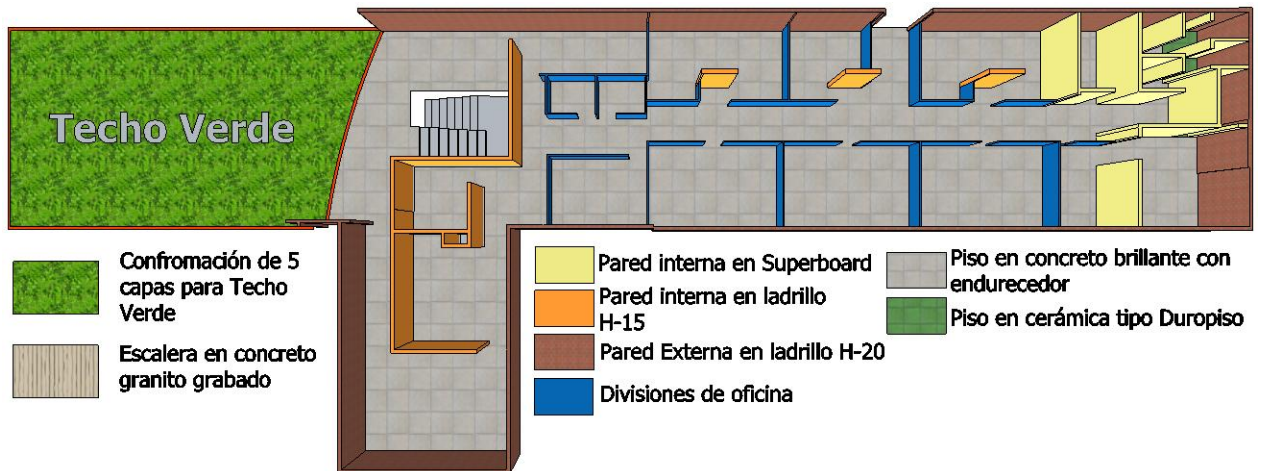 Techo Verde
Confromación de 5
capas para Techo
Verde
Escalera en concreto
granito grabado
Pared interna en Superboard
Pared interna en ladrillo
H-15
Pared Externa en ladrillo H-20
Divisiones de oficina
Piso en concreto brillante con
endurecedor
Piso en cerámica tipo Duropiso